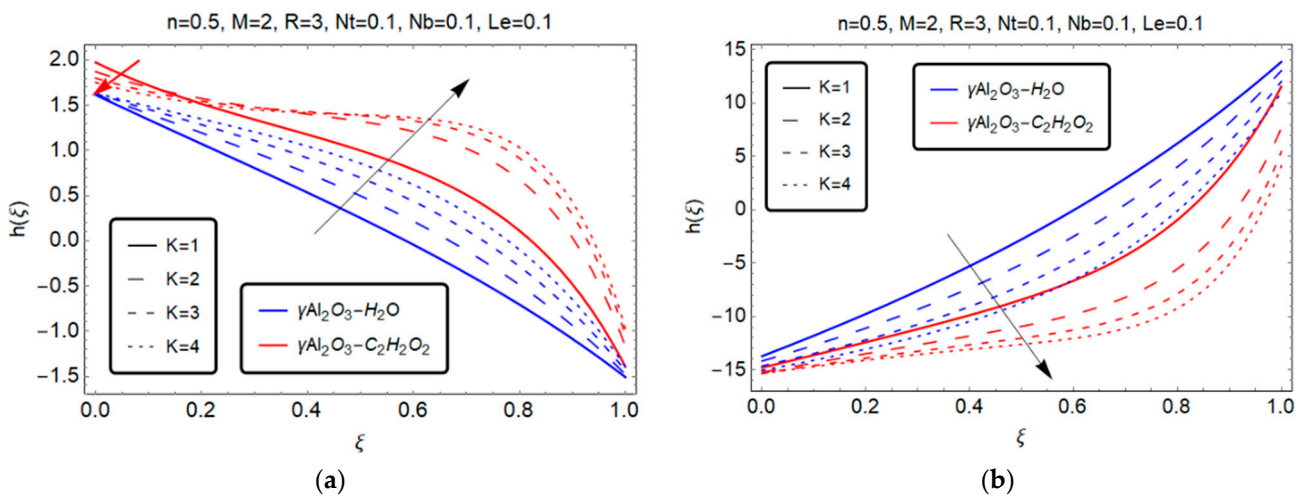 n=0.5, M=2, R=3, Nt=0.1, Nb=0.1, Le=0.1
2.0
1.5
1.0
0.5
0.0
−0.5
−1.0
−1.5
h(ξ)
K=1
K=2
K=3
K=4
γAl₂O₃−H₂O
γAl₂O₃−C₂H₂O₂
0.0 0.2 0.4 0.6 0.8 1.0
ξ
(a)
n=0.5, M=2, R=3, Nt=0.1, Nb=0.1, Le=0.1
15
10
5
0
−5
−10
−15
h(ξ)
K=1
K=2
K=3
K=4
γAl₂O₃−H₂O
γAl₂O₃−C₂H₂O₂
0.0 0.2 0.4 0.6 0.8 1.0
ξ
(b)